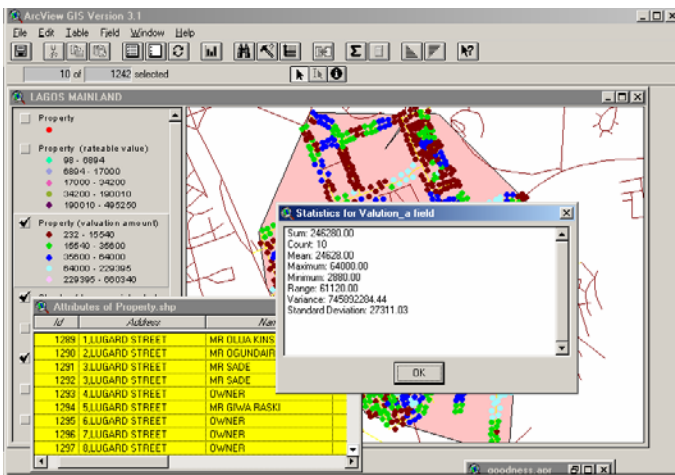 ArcView GIS Version 3.1
File Edit Table Field Window Help
10 of 1242 selected
LAGOS MAINLAND
Property
Property (rateable value)
98 - 6894
6894 - 17000
17000 - 34200
34200 - 190010
190010 - 495250
Property (valuation amount)
232 - 15540
15540 - 35600
35600 - 64000
64000 - 229395
229395 - 660340
Statistics for Valution_a field
Sum: 246280.00
Count: 10
Mean: 24628.00
Maximum: 64000.00
Minimum: 2880.00
Range: 61120.00
Variance: 745892284.44
Standard Deviation: 27311.03
OK
Attributes of Property.shp
Id Address Nam
1289 1,LUGARD STREET MR OLUA KINS
1290 2,LUGARD STREET MR OGUNDAIR
1291 3,LUGARD STREET MR SADE
1292 3,LUGARD STREET MR SADE
1293 4,LUGARD STREET OWNER
1294 5,LUGARD STREET MR GIWA RASKI
1295 6,LUGARD STREET OWNER
1296 7,LUGARD STREET OWNER
1297 8,LUGARD STREET OWNER
goodness.apr